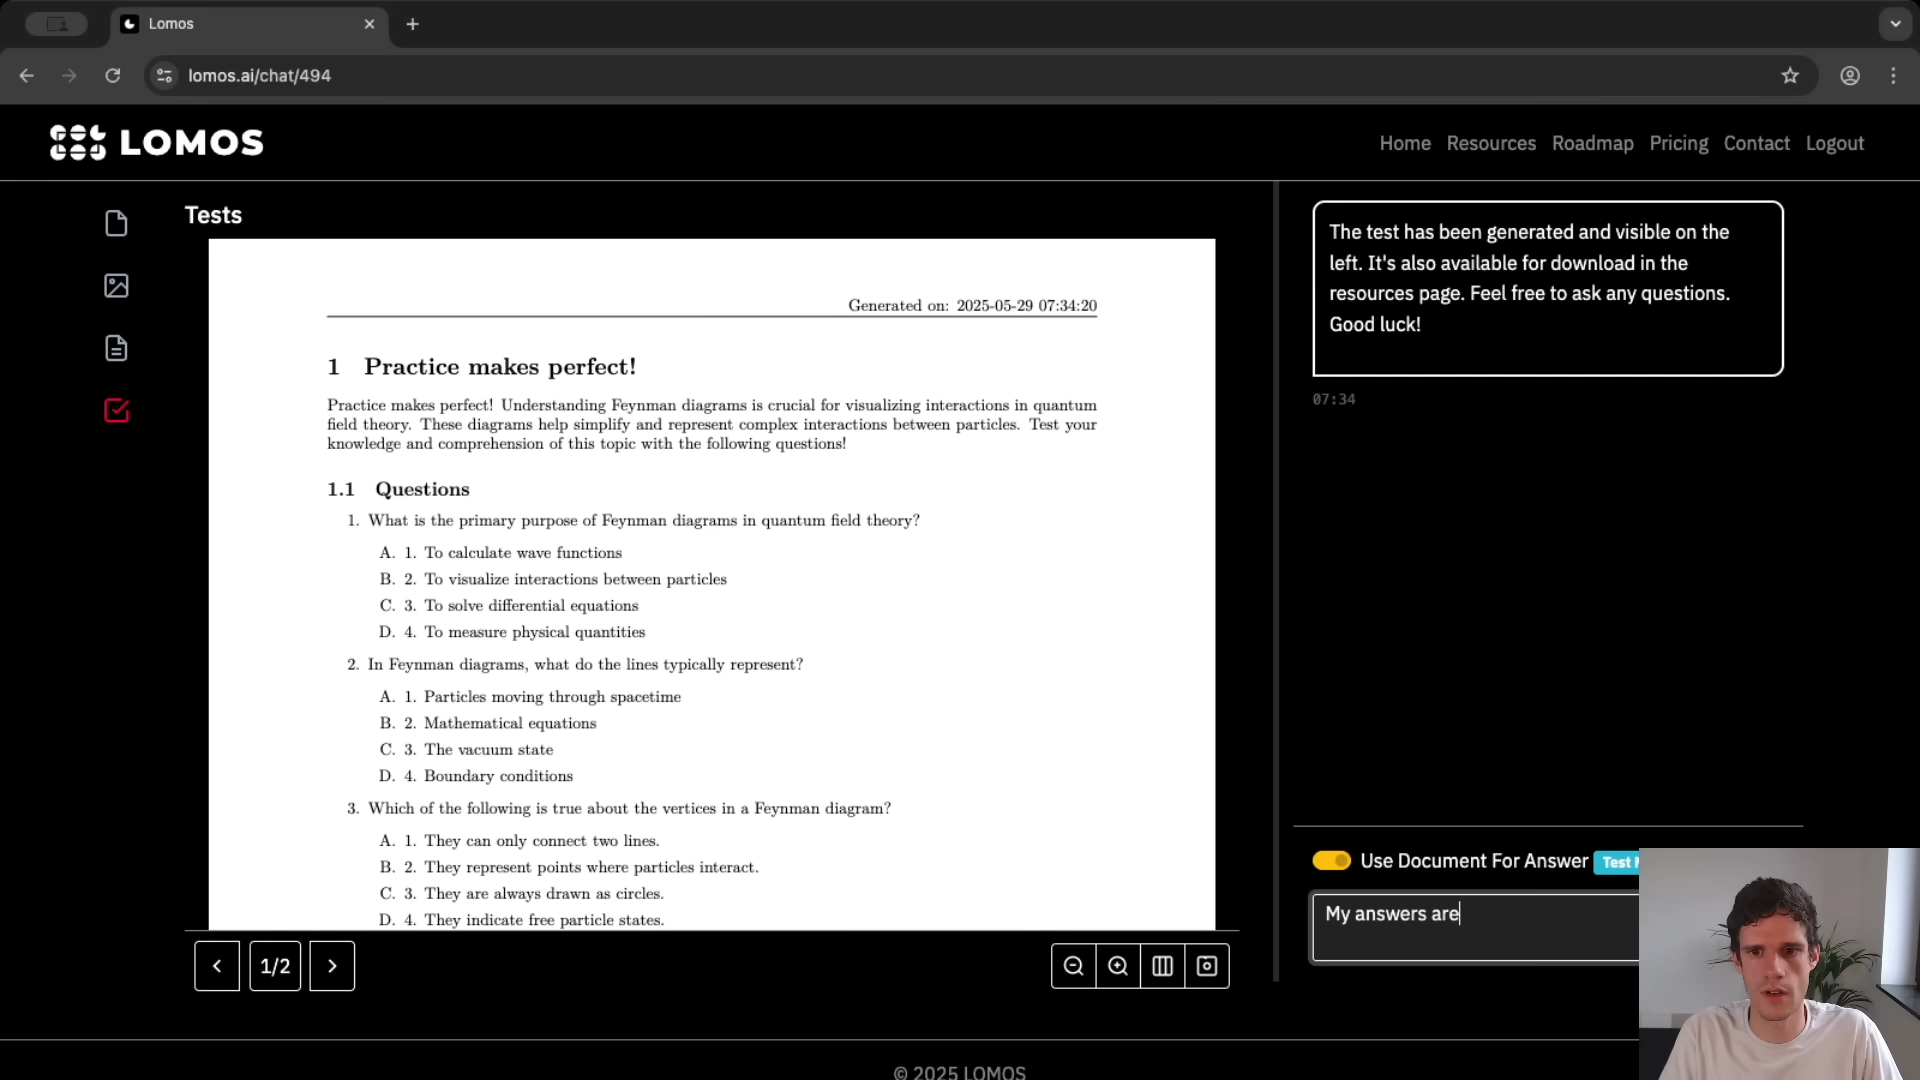 Lomos
lomos.ai/chat/494
LOMOS
Home Resources Roadmap Pricing Contact Logout
Tests
Generated on: 2025-05-29 07:34:20
1 Practice makes perfect!
Practice makes perfect! Understanding Feynman diagrams is crucial for visualizing interactions in quantum
field theory. These diagrams help simplify and represent complex interactions between particles. Test your
knowledge and comprehension of this topic with the following questions!
1.1 Questions
1. What is the primary purpose of Feynman diagrams in quantum field theory?
A. 1. To calculate wave functions
B. 2. To visualize interactions between particles
C. 3. To solve differential equations
D. 4. To measure physical quantities
2. In Feynman diagrams, what do the lines typically represent?
A. 1. Particles moving through spacetime
B. 2. Mathematical equations
C. 3. The vacuum state
D. 4. Boundary conditions
3. Which of the following is true about the vertices in a Feynman diagram?
A. 1. They can only connect two lines.
B. 2. They represent points where particles interact.
C. 3. They are always drawn as circles.
D. 4. They indicate free particle states.
1/2
The test has been generated and visible on the
left. It's also available for download in the
resources page. Feel free to ask any questions.
Good luck!
07:34
Use Document For Answer Test
My answers are
© 2025 LOMOS